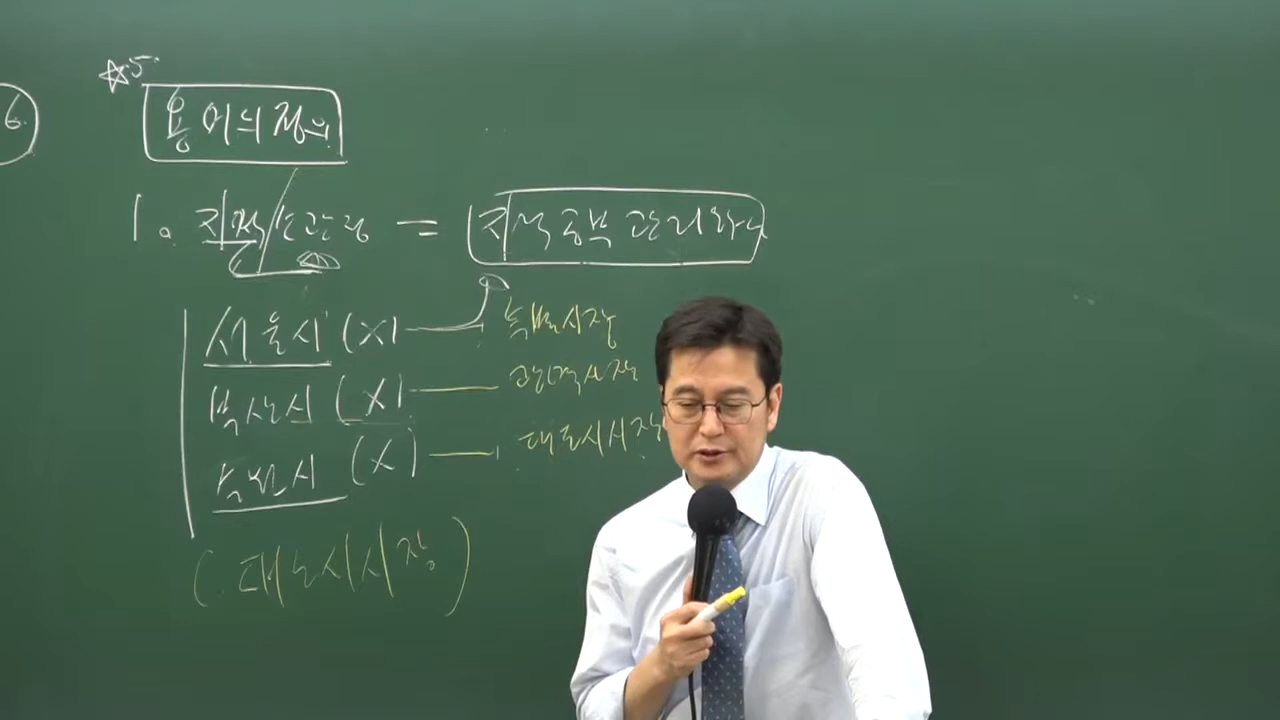 ☆5
6
용어의 정의
1. 지적소관청 = 지적공부 관리하는
서울시 (X) — 특별시장
부산시 (X) — 광역시장
수원시 (X) — 대도시시장
(대도시시장)